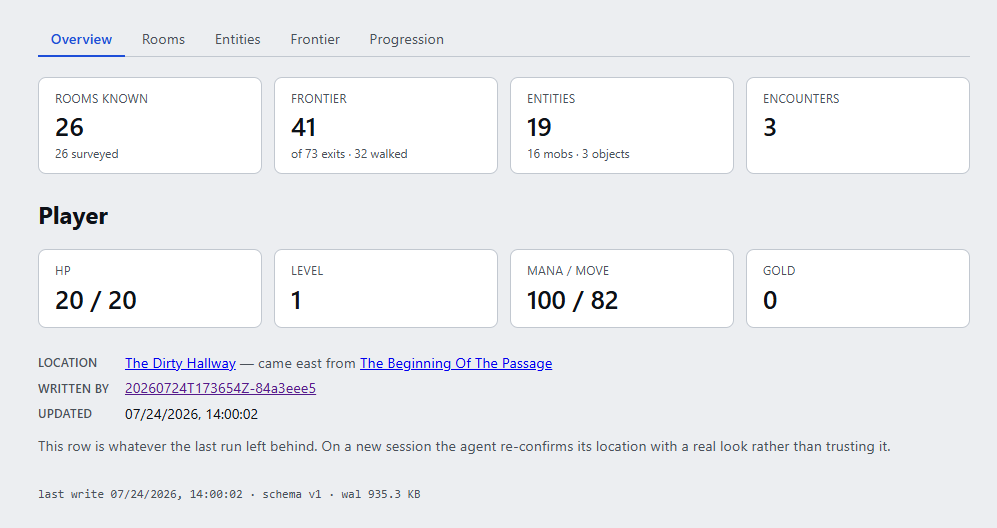 Overview Rooms Entities Frontier Progression
ROOMS KNOWN FRONTIER ENTITIES ENCOUNTERS
26 41 19 3
26 surveyed of 73 exits · 32 walked 16 mobs · 3 objects
Player
HP LEVEL MANA / MOVE GOLD
20 / 20 1 100 / 82 0
LOCATION The Dirty Hallway — came east from The Beginning Of The Passage
WRITTEN BY 20260724T173654Z-84a3eee5
UPDATED 07/24/2026, 14:00:02
This row is whatever the last run left behind. On a new session the agent re-confirms its location with a real look rather than trusting it.
last write 07/24/2026, 14:00:02 · schema v1 · wal 935.3 KB